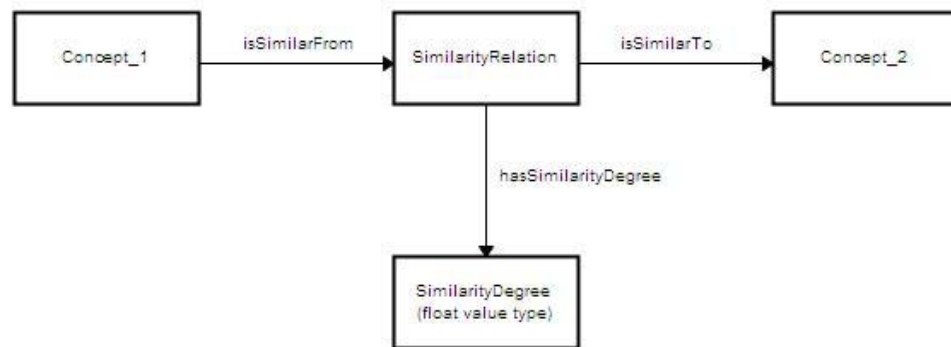 isSimilarFrom
isSimilarTo
Concept_1
SimilarityRelation
Concept_2
hasSimilarityDegree
SimilarityDegree
(float value type)